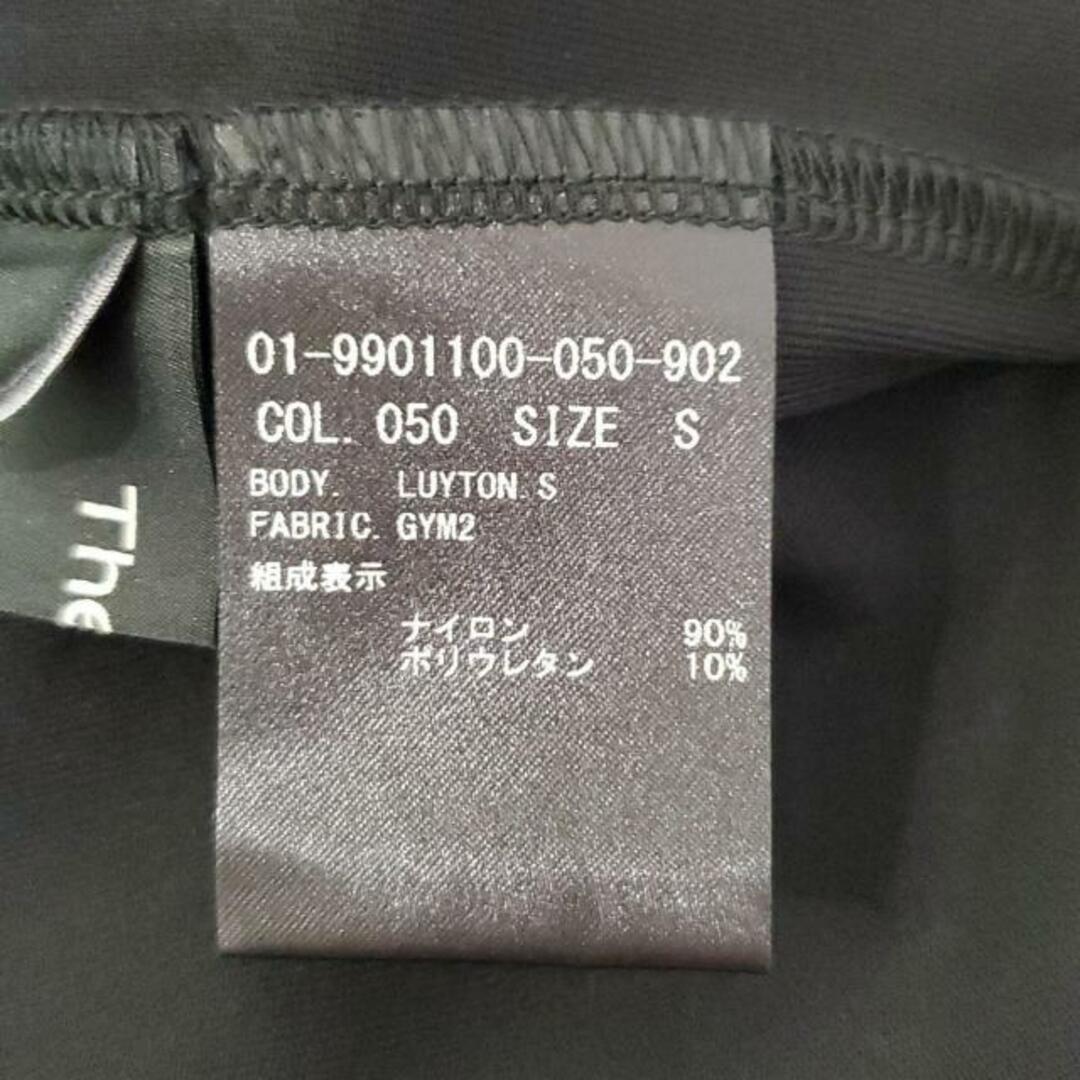 01-9901100-050-902
COL. 050 SIZE S
BODY. LUYTON.S
FABRIC. GYM2
組成表示
ナイロン 90%
ポリウレタン 10%
The